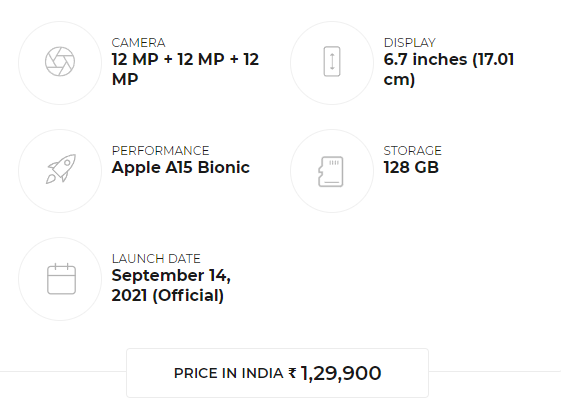 CAMERA
12 MP + 12 MP + 12
MP
DISPLAY
6.7 inches (17.01
cm)
PERFORMANCE
Apple A15 Bionic
STORAGE
128 GB
LAUNCH DATE
September 14,
2021 (Official)
PRICE IN INDIA ₹ 1,29,900